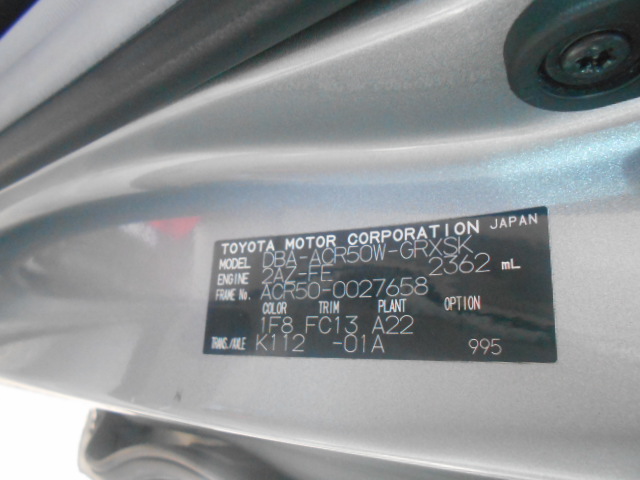 TOYOTA MOTOR CORPORATION JAPAN
MODEL DBA-ACR50W-GRXSK
ENGINE 2AZ-FE 2362 mL
FRAME No. ACR50-0027658
COLOR TRIM PLANT OPTION
1F8 FC13 A22
TRANS./AXLE K112 -01A 995